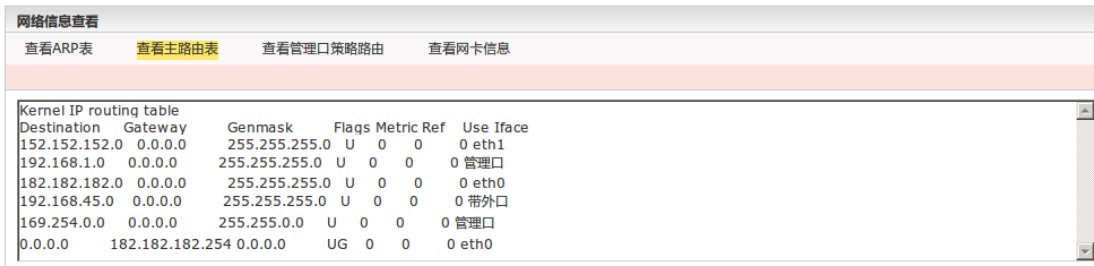 网络信息查看
查看ARP表 查看主路由表 查看管理口策略路由 查看网卡信息
Kernel IP routing table
Destination Gateway Genmask Flags Metric Ref Use Iface
152.152.152.0 0.0.0.0 255.255.255.0 U 0 0 0 eth1
192.168.1.0 0.0.0.0 255.255.255.0 U 0 0 0 管理口
182.182.182.0 0.0.0.0 255.255.255.0 U 0 0 0 eth0
192.168.45.0 0.0.0.0 255.255.255.0 U 0 0 0 带外口
169.254.0.0 0.0.0.0 255.255.0.0 U 0 0 0 管理口
0.0.0.0 182.182.182.254 0.0.0.0 UG 0 0 0 eth0